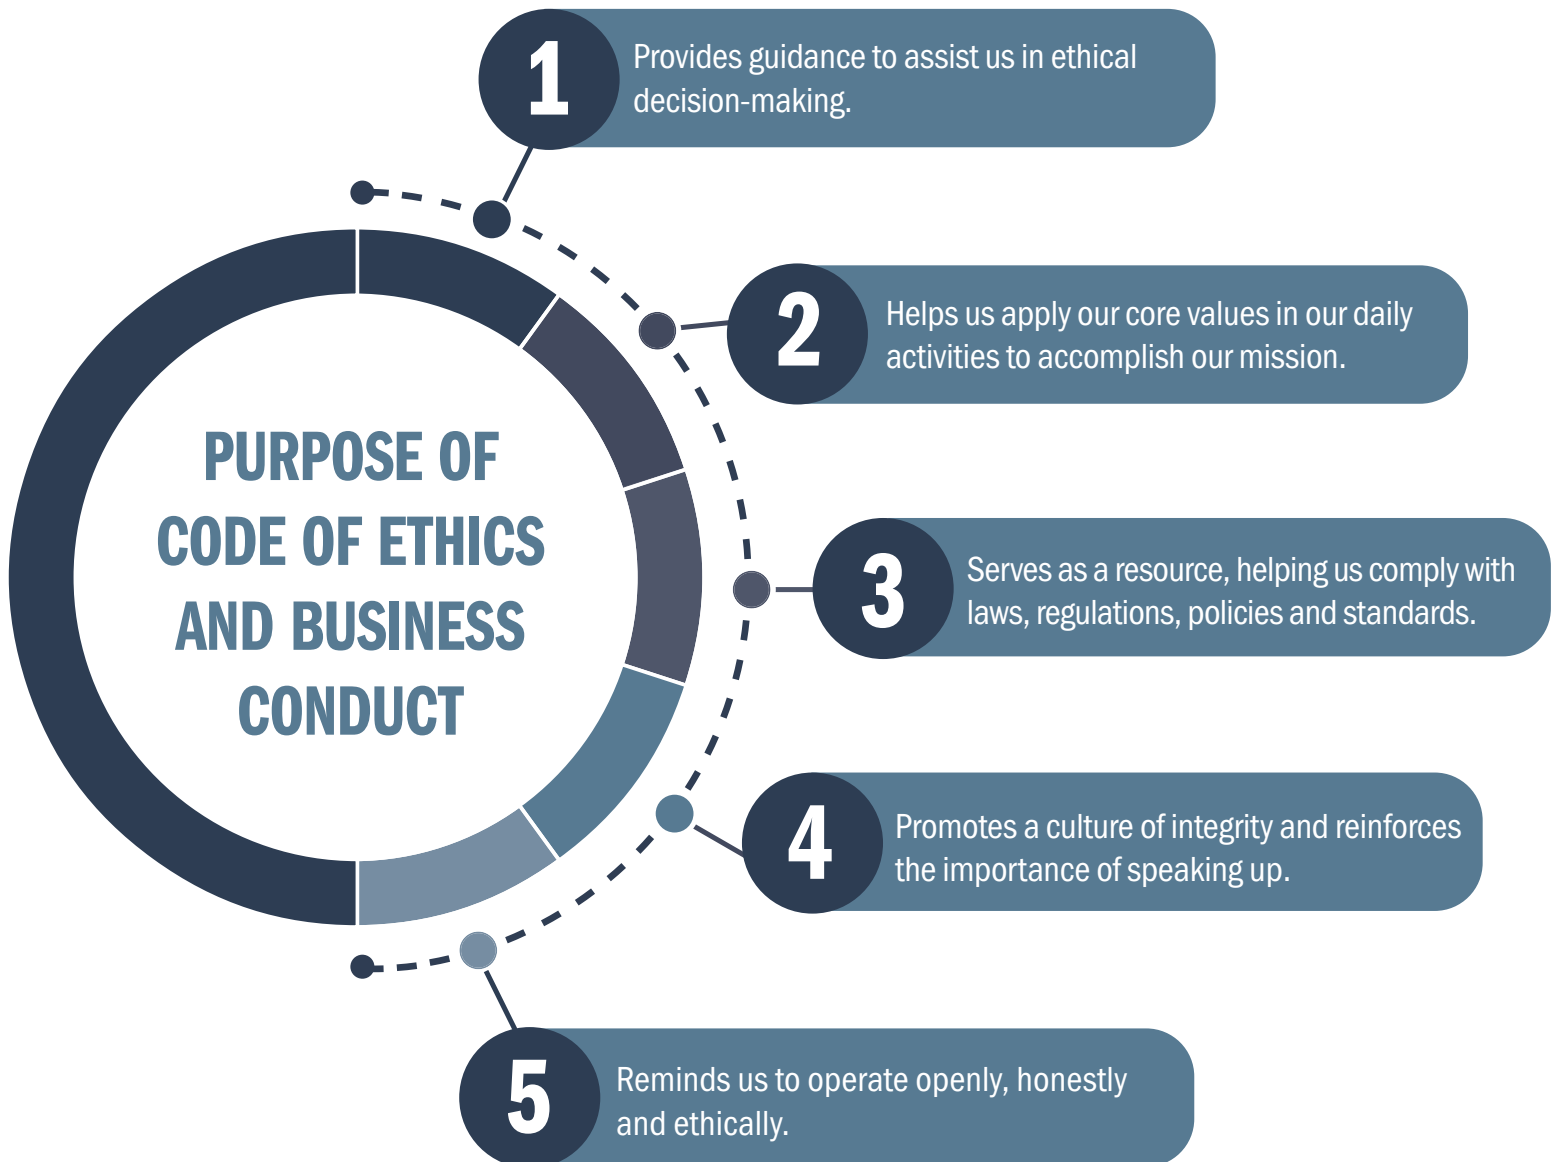 PURPOSE OF
CODE OF ETHICS
AND BUSINESS
CONDUCT
1
Provides guidance to assist us in ethical
decision-making.
2
Helps us apply our core values in our daily
activities to accomplish our mission.
3
Serves as a resource, helping us comply with
laws, regulations, policies and standards.
4
Promotes a culture of integrity and reinforces
the importance of speaking up.
5
Reminds us to operate openly, honestly
and ethically.